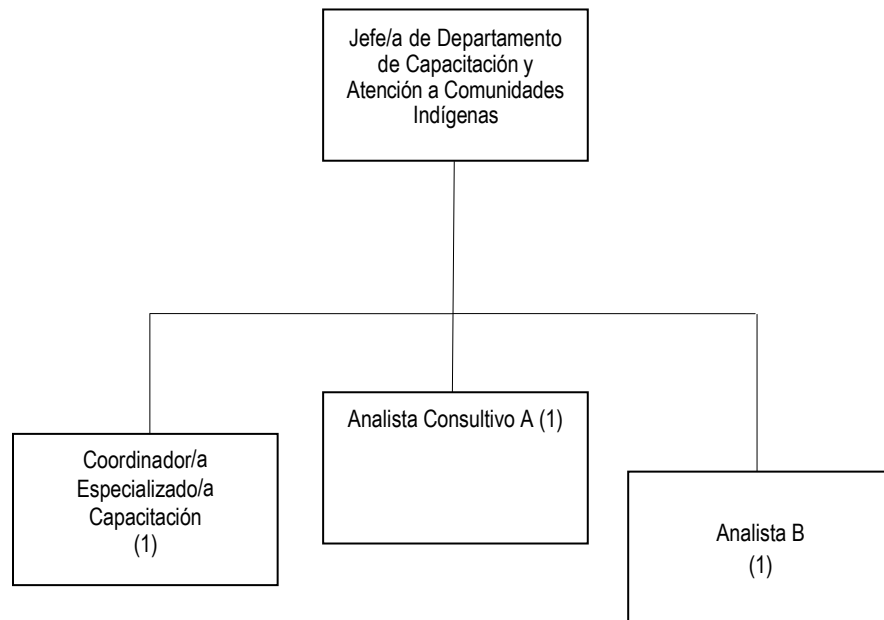 Jefe/a de Departamento
de Capacitación y
Atención a Comunidades
Indígenas
Analista Consultivo A (1)
Coordinador/a
Especializado/a
Capacitación
(1)
Analista B
(1)